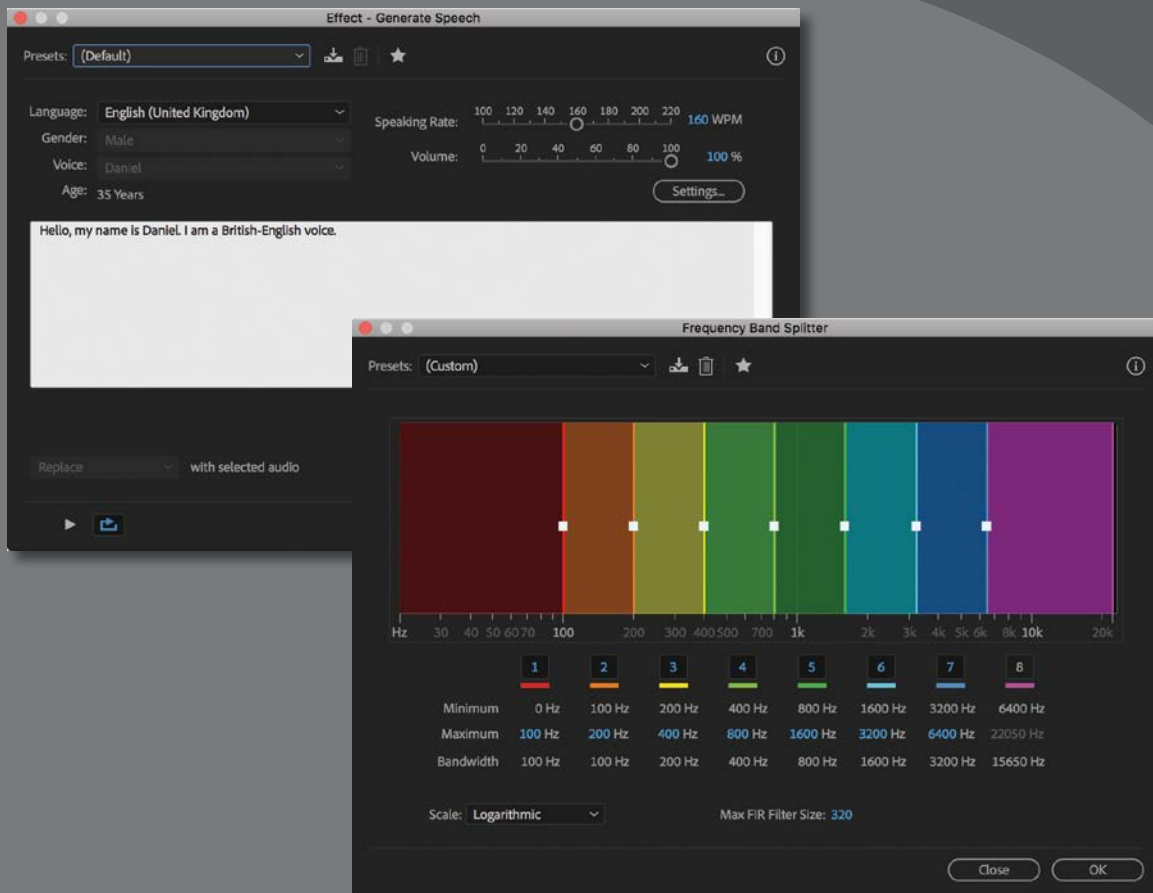 Effect - Generate Speech
Presets: (Default)
Language: English (United Kingdom)
Gender: Male
Voice: Daniel
Age: 35 Years
100 120 140 160 180 200 220
Speaking Rate: 160 WPM
0 20 40 60 80 100
Volume: 100 %
Settings...
Hello, my name is Daniel. I am a British-English voice.
Replace with selected audio
Frequency Band Splitter
Presets: (Custom)
Hz 30 40 50 60 70 100 200 300 400 500 700 1k 2k 3k 4k 5k 6k 8k 10k 20k
1 2 3 4 5 6 7 8
Minimum 0 Hz 100 Hz 200 Hz 400 Hz 800 Hz 1600 Hz 3200 Hz 6400 Hz
Maximum 100 Hz 200 Hz 400 Hz 800 Hz 1600 Hz 3200 Hz 6400 Hz 22050 Hz
Bandwidth 100 Hz 100 Hz 200 Hz 400 Hz 800 Hz 1600 Hz 3200 Hz 15650 Hz
Scale: Logarithmic Max FIR Filter Size: 320
Close OK